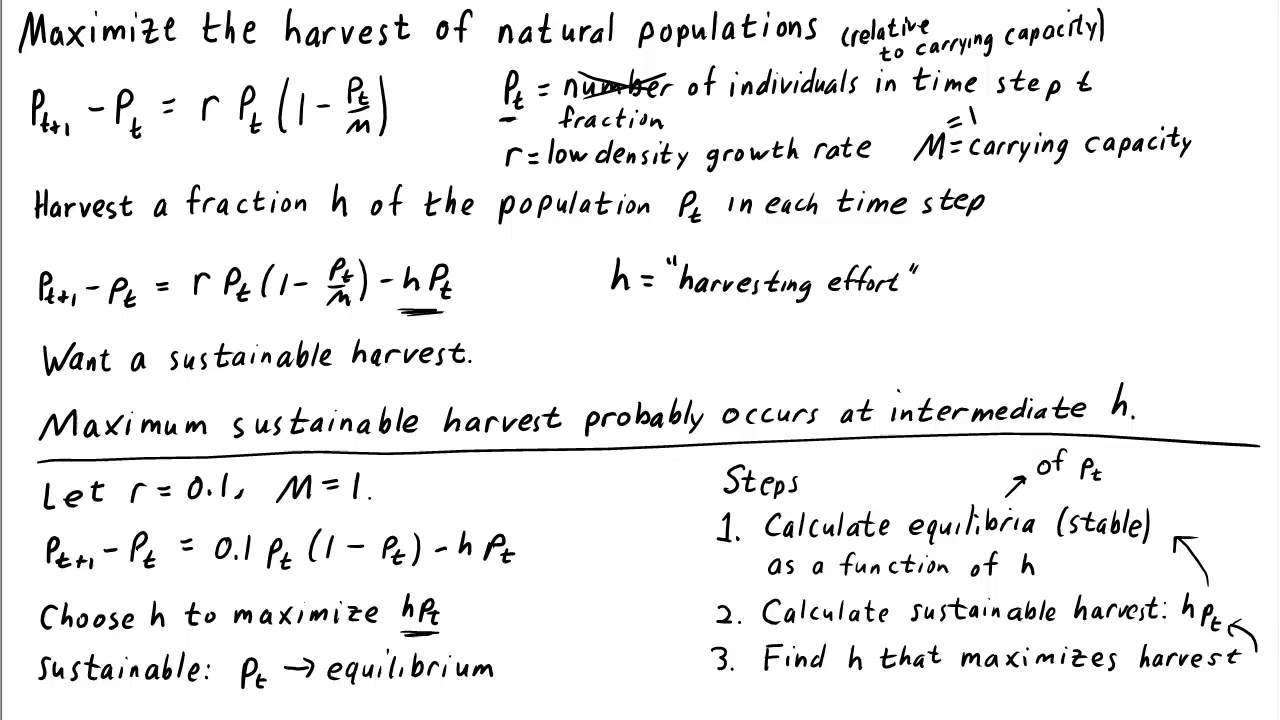 Maximize the harvest of natural populations (relative to carrying capacity)
P_{t+1} - P_t = r P_t (1 - P_t/M)
P_t = number of individuals in time step t
fraction
r = low density growth rate M = carrying capacity
= 1
Harvest a fraction h of the population P_t in each time step
P_{t+1} - P_t = r P_t (1 - P_t/M) - h P_t
h = "harvesting effort"
Want a sustainable harvest.
Maximum sustainable harvest probably occurs at intermediate h.
Let r = 0.1, M = 1.
P_{t+1} - P_t = 0.1 P_t (1 - P_t) - h P_t
Choose h to maximize hP_t
Sustainable: P_t → equilibrium
Steps
of P_t
1. Calculate equilibria (stable)
as a function of h
2. Calculate sustainable harvest: h P_t
3. Find h that maximizes harvest